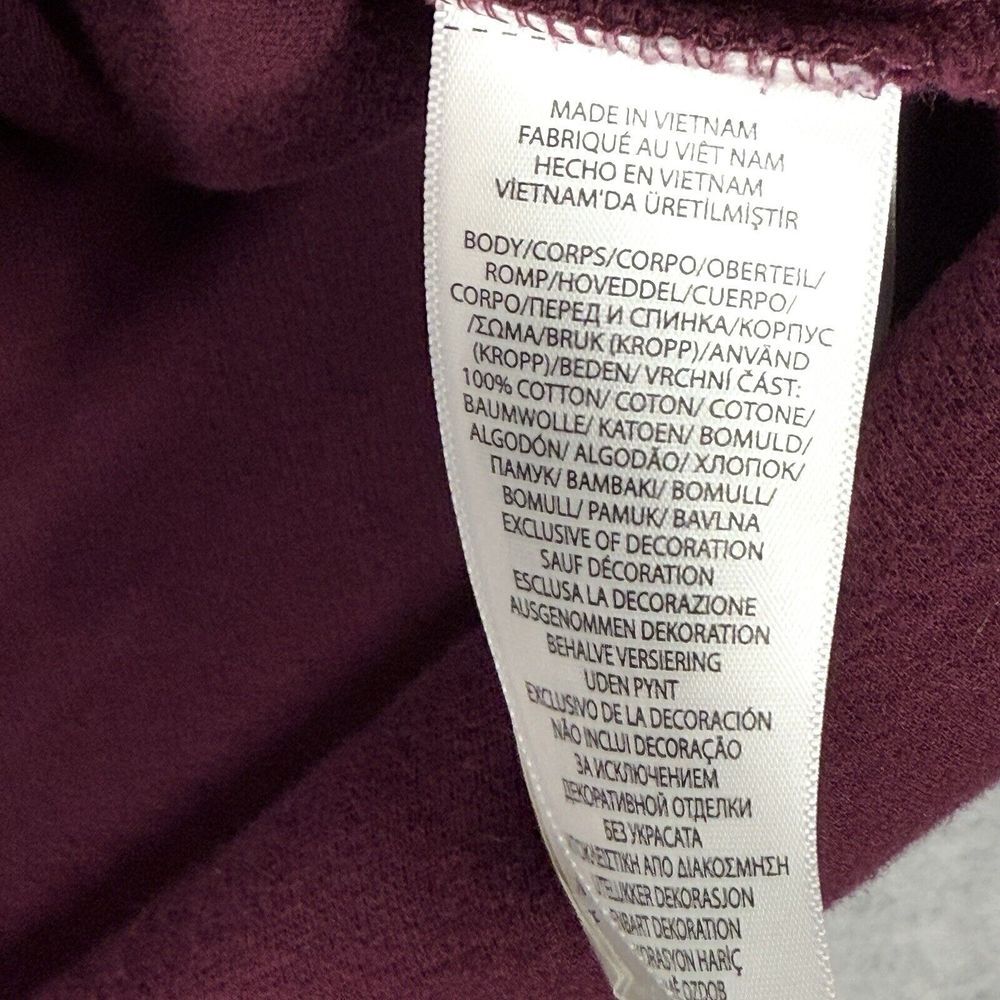 MADE IN VIETNAM
FABRIQUÉ AU VIÊT NAM
HECHO EN VIETNAM
VİETNAM'DA ÜRETİLMİŞTİR
BODY/CORPS/CORPO/OBERTEIL/
ROMP/HOVEDDEL/CUERPO/
CORPO/ПЕРЕД И СПИНКА/КОРПУС
/ΣΩΜΑ/BRUK (KROPP)/ANVÄND
(KROPP)/BEDEN/ VRCHNÍ ČÁST:
100% COTTON/ COTON/ COTONE/
BAUMWOLLE/ KATOEN/ BOMULD/
ALGODÓN/ ALGODÃO/ ХЛОПОК/
ПАМУК/ BAMBAKI/ BOMULL/
BOMULL/ PAMUK/ BAVLNA
EXCLUSIVE OF DECORATION
SAUF DÉCORATION
ESCLUSA LA DECORAZIONE
AUSGENOMMEN DEKORATION
BEHALVE VERSIERING
UDEN PYNT
EXCLUSIVO DE LA DECORACIÓN
NÃO INCLUI DECORAÇÃO
ЗА ИСКЛЮЧЕНИЕМ
ДЕКОРАТИВНОЙ ОТДЕЛКИ
БЕЗ УКРАСАТА
ΑΠΟ ΔΙΑΚΟΣΜΗΣΗ
DEKORASJON
DEKORATION
HARİÇ
OZDOB